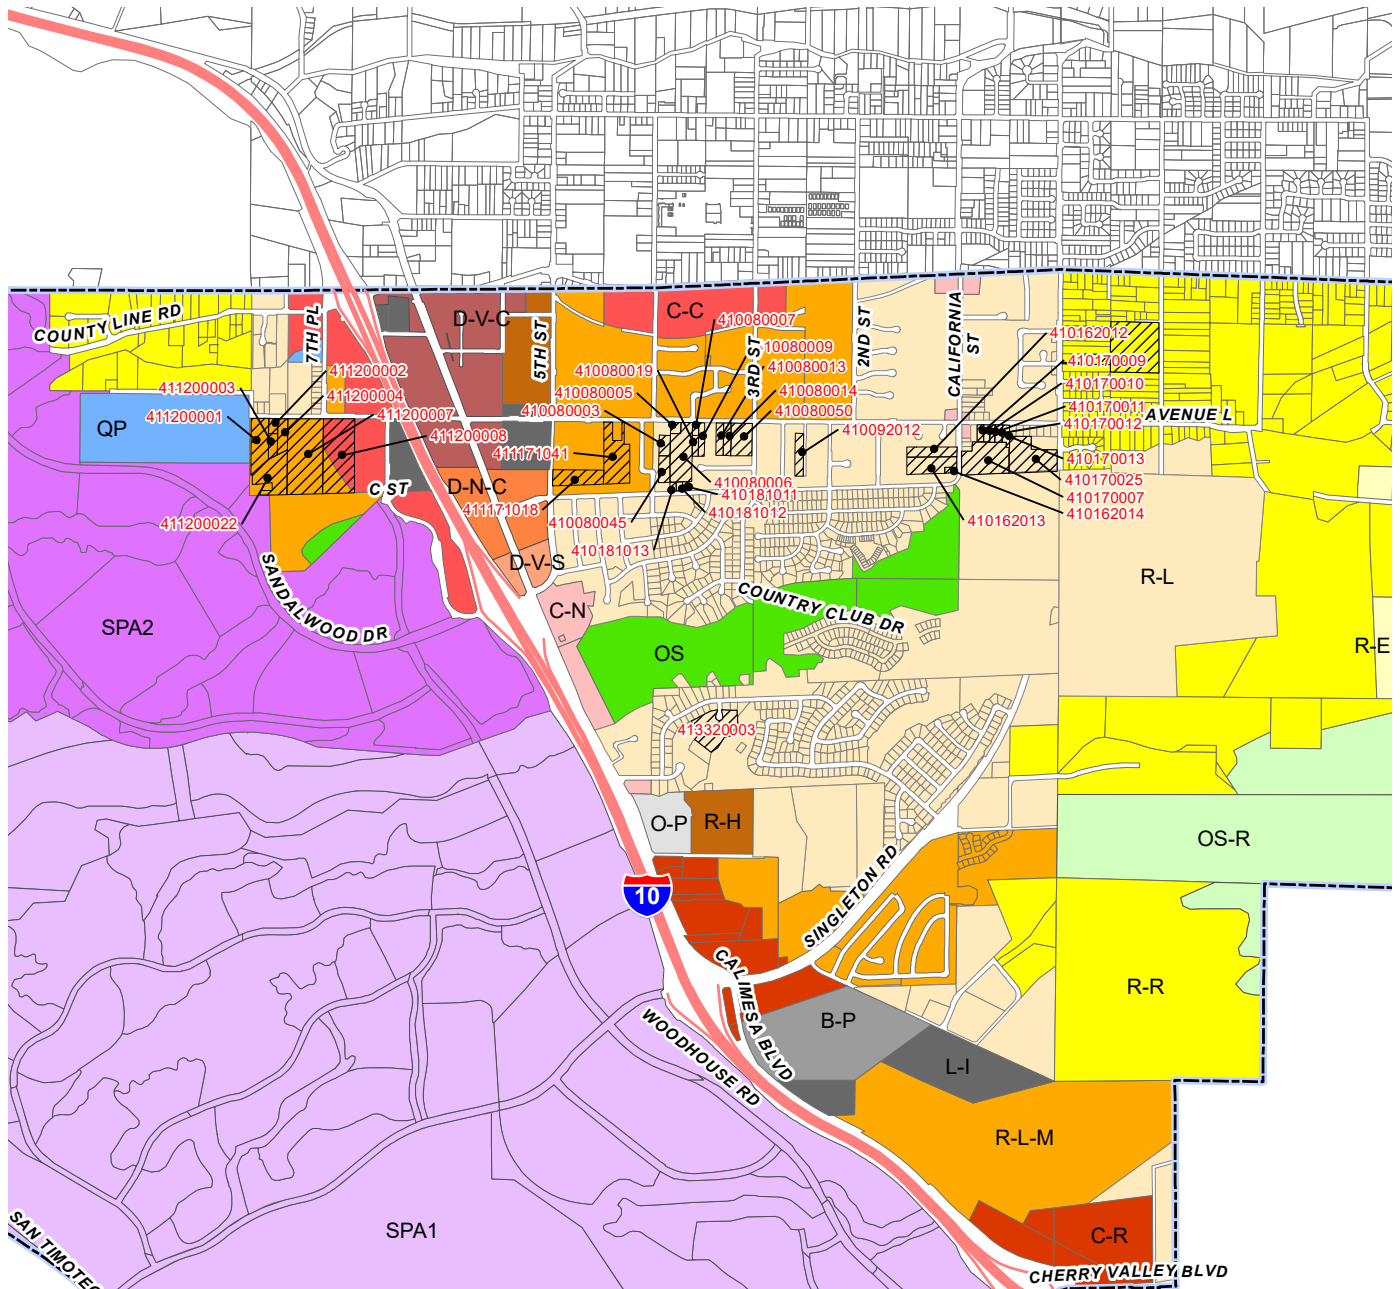 COUNTY LINE RD
7TH PL
D-V-C
5TH ST
C-C
410080007
3RD ST
2ND ST
CALIFORNIA
ST
410162012
410080009
410080013
410080019
410080014
410080005
410080050
410080003
410092012
410170009
410170010
410170011
AVENUE L
410170012
410170013
410170025
410170007
410162014
410162013
411200002
411200003
411200004
411200001
411200007
411200008
QP
411171041
C ST
D-N-C
411171018
410080006
410181011
410181012
410080045
410181013
411200022
D-V-S
SANDALWOOD DR
SPA2
C-N
COUNTRY CLUB DR
R-L
R-E
OS
413320003
O-P
R-H
OS-R
10
SINGLETON RD
CALIMESA BLVD
WOODHOUSE RD
B-P
R-R
L-I
R-L-M
SPA1
C-R
CHERRY VALLEY BLVD
SAN TIMOTEO